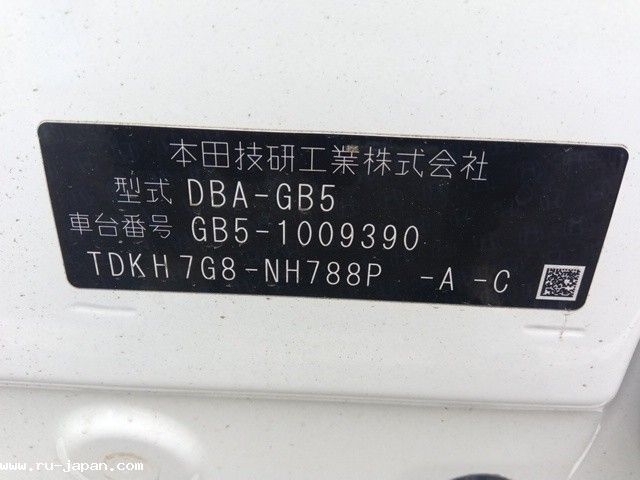 本田技研工業株式会社
型式 DBA-GB5
車台番号 GB5-1009390
TDKH7G8-NH788P -A -C
www.ru-japan.com